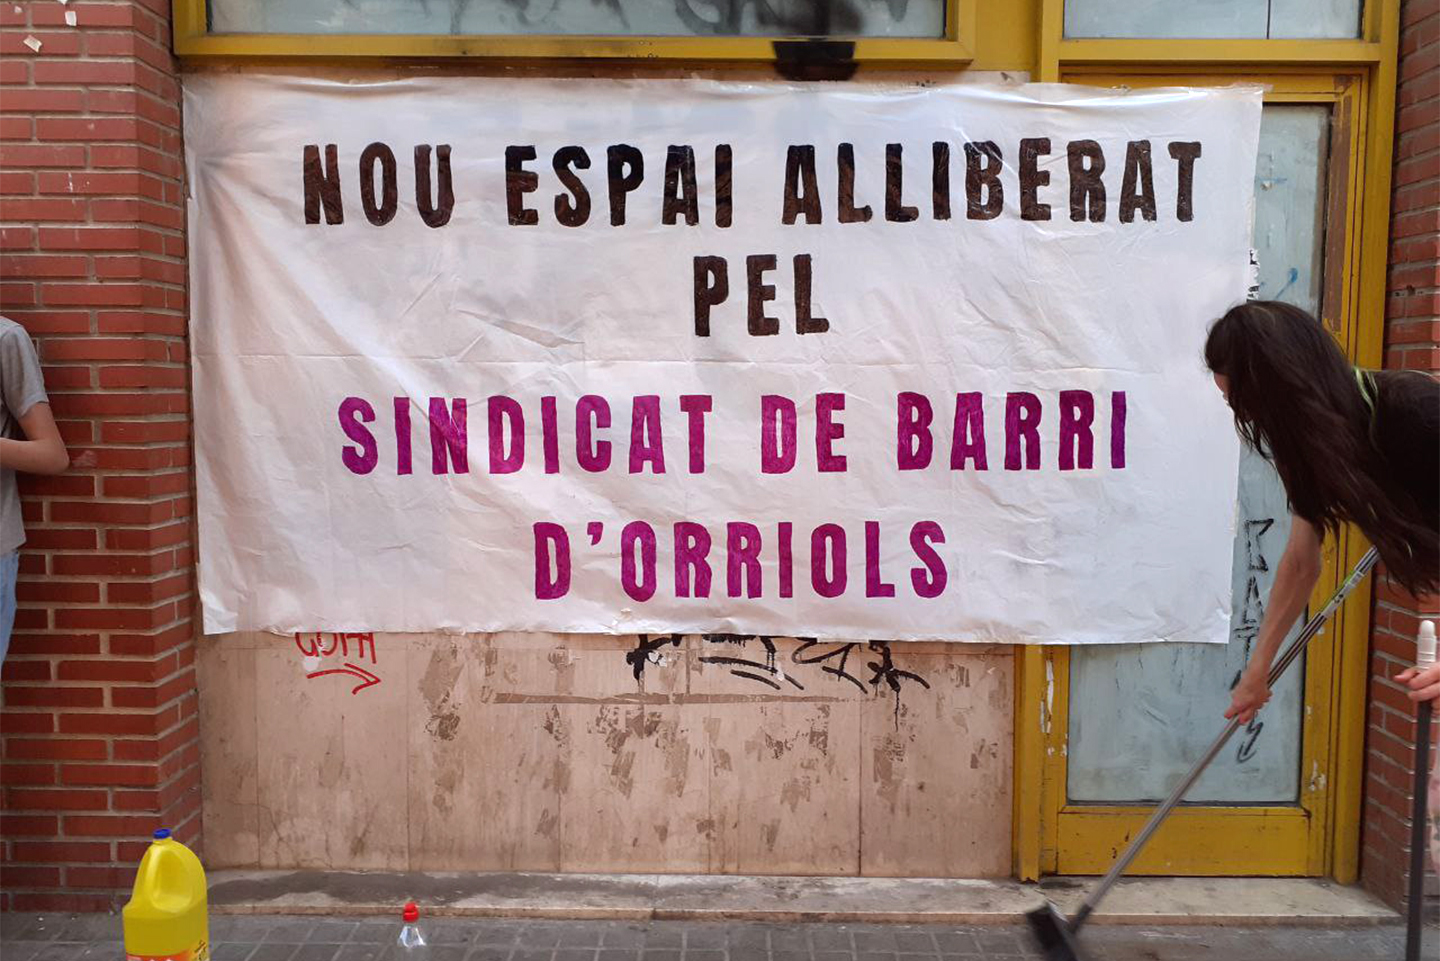 NOU ESPAI ALLIBERAT
PEL
SINDICAT DE BARRI
D'ORRIOLS